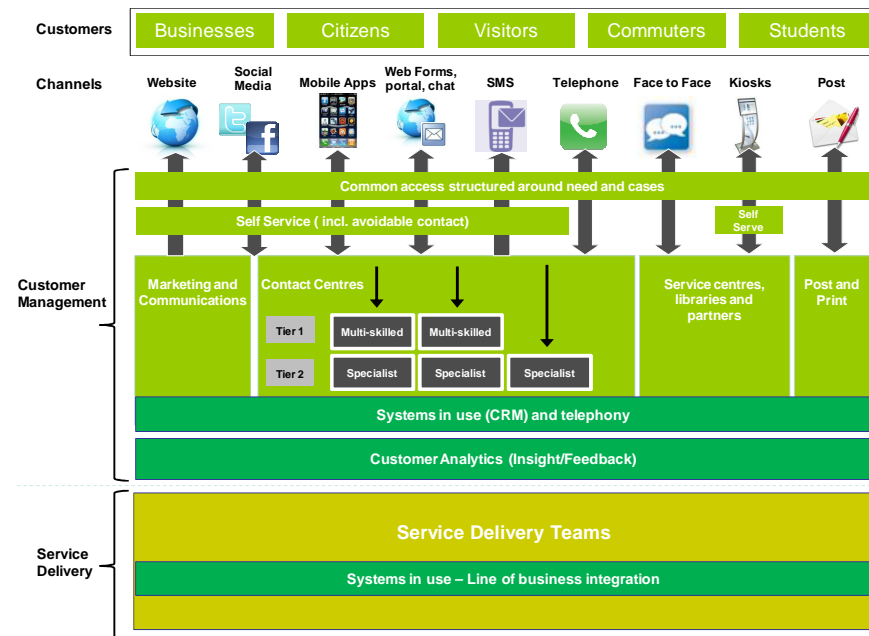 Customers
Businesses
Citizens
Visitors
Commuters
Students
Channels
Website
Social
Media
Mobile Apps
Web Forms,
portal, chat
SMS
Telephone
Face to Face
Kiosks
Post
Common access structured around need and cases
Self Service ( incl. avoidable contact)
Self
Serve
Customer
Management
Marketing and
Communications
Contact Centres
Service centres,
libraries and
partners
Post and
Print
Tier 1
Multi-skilled
Multi-skilled
Tier 2
Specialist
Specialist
Specialist
Systems in use (CRM) and telephony
Customer Analytics (Insight/Feedback)
Service
Delivery
Service Delivery Teams
Systems in use – Line of business integration